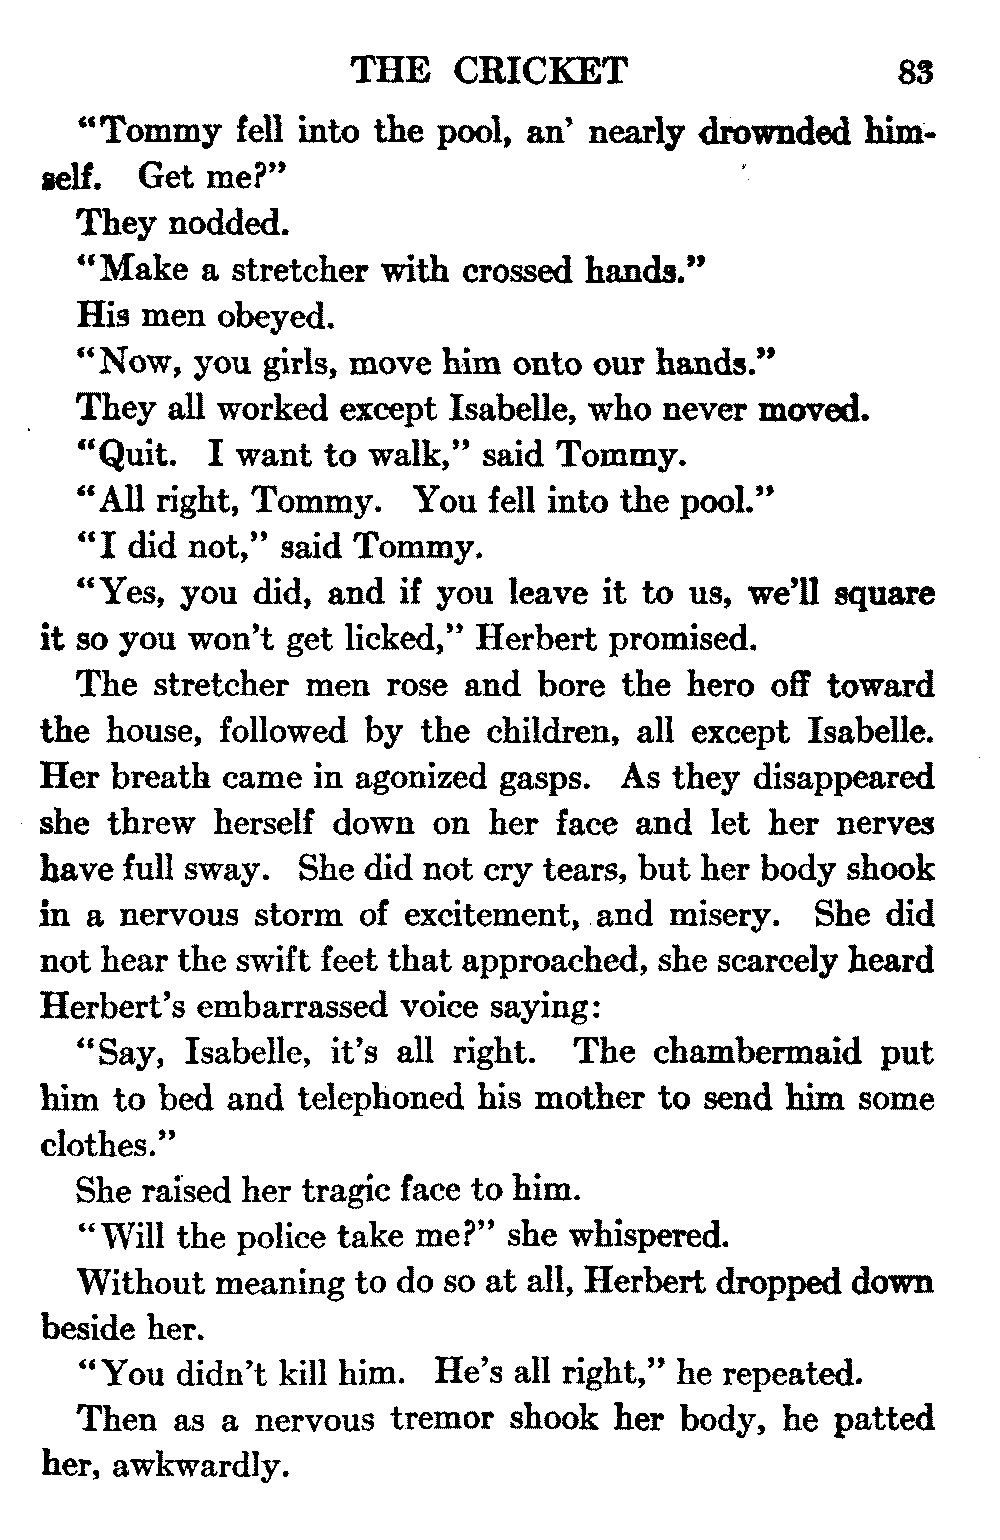 THE CRICKET 83
“Tommy fell into the pool, an’ nearly drownded him-
self. Get me?”
They nodded.
“Make a stretcher with crossed hands.”
His men obeyed.
“Now, you girls, move him onto our hands.”
They all worked except Isabelle, who never moved.
“Quit. I want to walk,” said Tommy.
“All right, Tommy. You fell into the pool.”
“I did not,” said Tommy.
“Yes, you did, and if you leave it to us, we’ll square
it so you won’t get licked,” Herbert promised.
The stretcher men rose and bore the hero off toward
the house, followed by the children, all except Isabelle.
Her breath came in agonized gasps. As they disappeared
she threw herself down on her face and let her nerves
have full sway. She did not cry tears, but her body shook
in a nervous storm of excitement, and misery. She did
not hear the swift feet that approached, she scarcely heard
Herbert’s embarrassed voice saying:
“Say, Isabelle, it’s all right. The chambermaid put
him to bed and telephoned his mother to send him some
clothes.”
She raised her tragic face to him.
“Will the police take me?” she whispered.
Without meaning to do so at all, Herbert dropped down
beside her.
“You didn’t kill him. He’s all right,” he repeated.
Then as a nervous tremor shook her body, he patted
her, awkwardly.